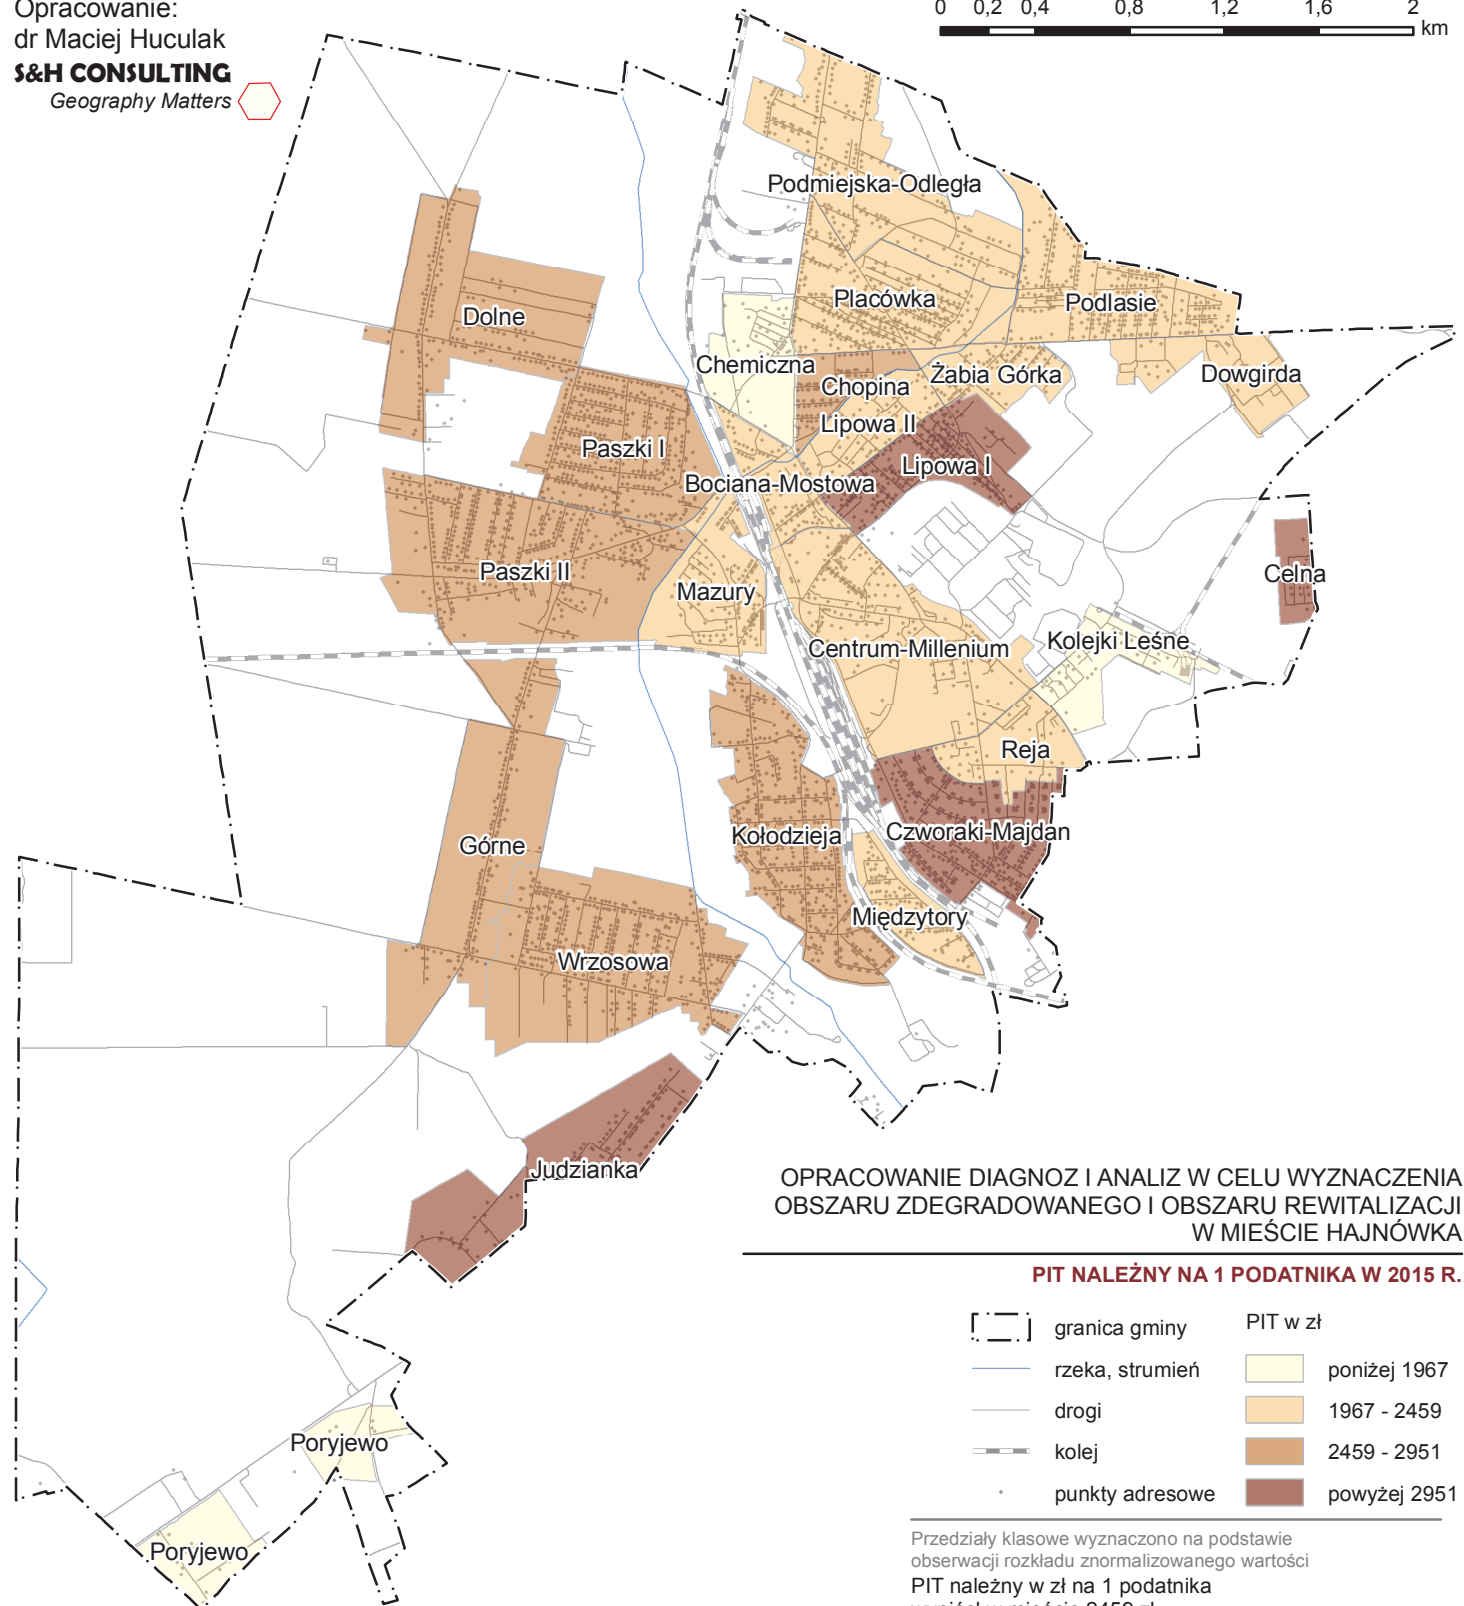 Opracowanie:
dr Maciej Huculak
S&H CONSULTING
Geography Matters
0 0,2 0,4 0,8 1,2 1,6 2
km
Podmiejska-Odległa
Placówka
Podlasie
Dolne
Chemiczna
Chopina
Żabia Górka
Dowgirda
Lipowa II
Paszki I
Lipowa I
Bociana-Mostowa
Paszki II
Celna
Mazury
Kolejki Leśne
Centrum-Millenium
Reja
Górne
Kołodzieja
Czworaki-Majdan
Międzytory
Wrzosowa
Judzianka
Poryjewo
Poryjewo
OPRACOWANIE DIAGNOZ I ANALIZ W CELU WYZNACZENIA
OBSZARU ZDEGRADOWANEGO I OBSZARU REWITALIZACJI
W MIEŚCIE HAJNÓWKA
PIT NALEŻNY NA 1 PODATNIKA W 2015 R.
granica gminy
rzeka, strumień
drogi
kolej
punkty adresowe
PIT w zł
poniżej 1967
1967 - 2459
2459 - 2951
powyżej 2951
Przedziały klasowe wyznaczono na podstawie
obserwacji rozkładu znormalizowanego wartości
PIT należny w zł na 1 podatnika